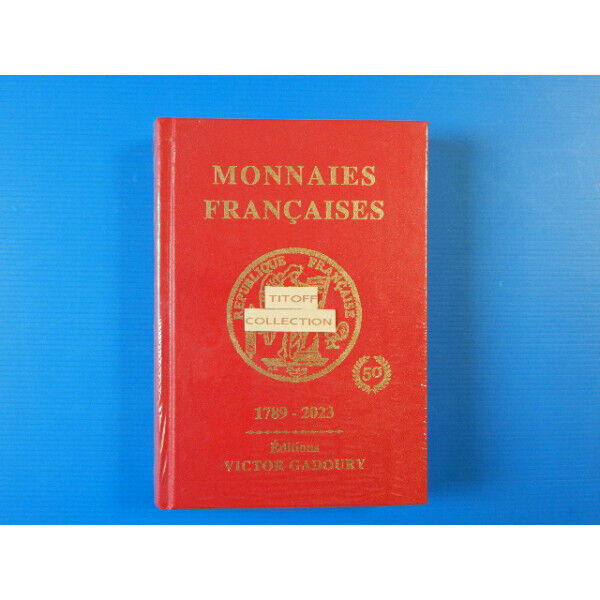 MONNAIES
FRANÇAISES
REPUBLIQUE FRANÇAISE
TITOFF
COLLECTION
50
1789 - 2023
Éditions
VICTOR GADOURY